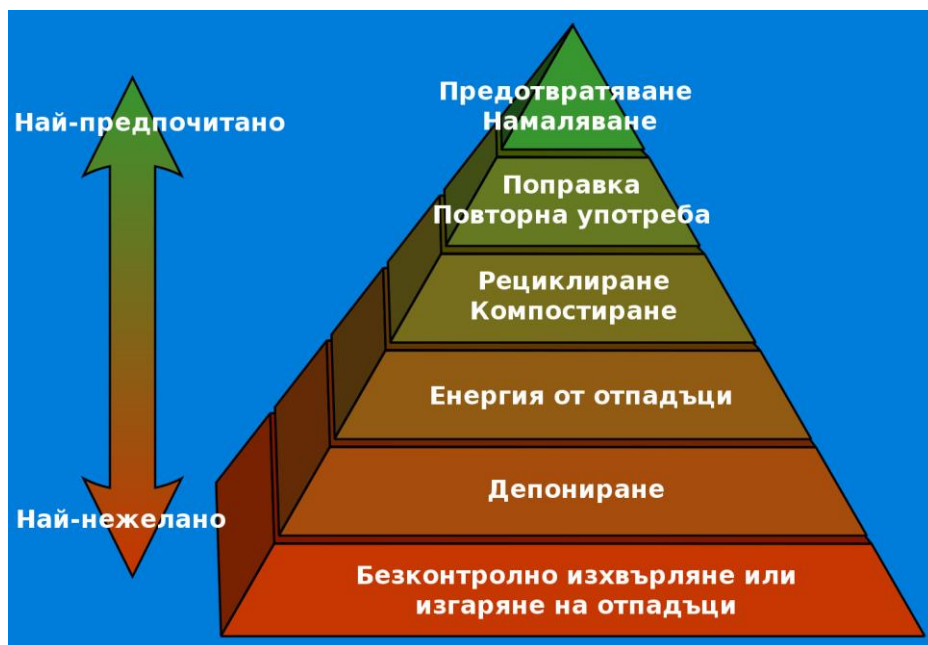 Предотвратяване
Намаляване
Най-предпочитано
Поправка
Повторна употреба
Рециклиране
Компостиране
Енергия от отпадъци
Депониране
Най-нежелано
Безконтролно изхвърляне или
изгаряне на отпадъци